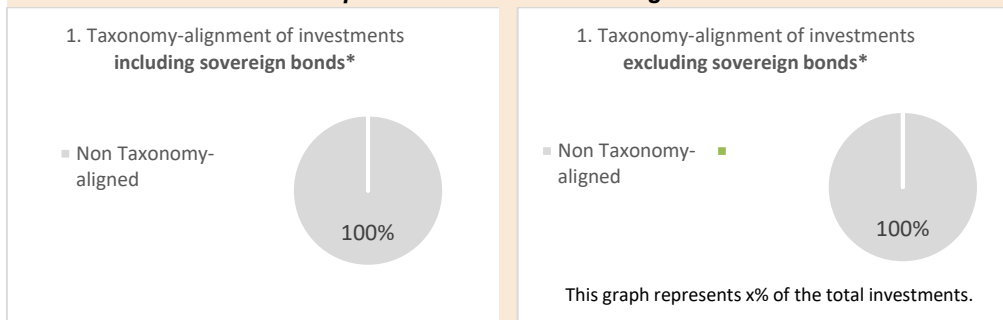 1. Taxonomy-alignment of investments
including sovereign bonds*
Non Taxonomy-
aligned
100%
1. Taxonomy-alignment of investments
excluding sovereign bonds*
Non Taxonomy-
aligned
100%
This graph represents x% of the total investments.